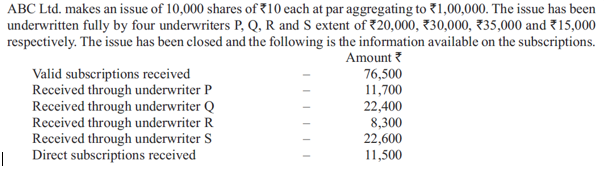 ABC Ltd. makes an issue of 10,000 shares of ₹10 each at par aggregating to ₹1,00,000. The issue has been
underwritten fully by four underwriters P, Q, R and S extent of ₹20,000, ₹30,000, ₹35,000 and ₹15,000
respectively. The issue has been closed and the following is the information available on the subscriptions.
Amount ₹
Valid subscriptions received – 76,500
Received through underwriter P – 11,700
Received through underwriter Q – 22,400
Received through underwriter R – 8,300
Received through underwriter S – 22,600
Direct subscriptions received – 11,500